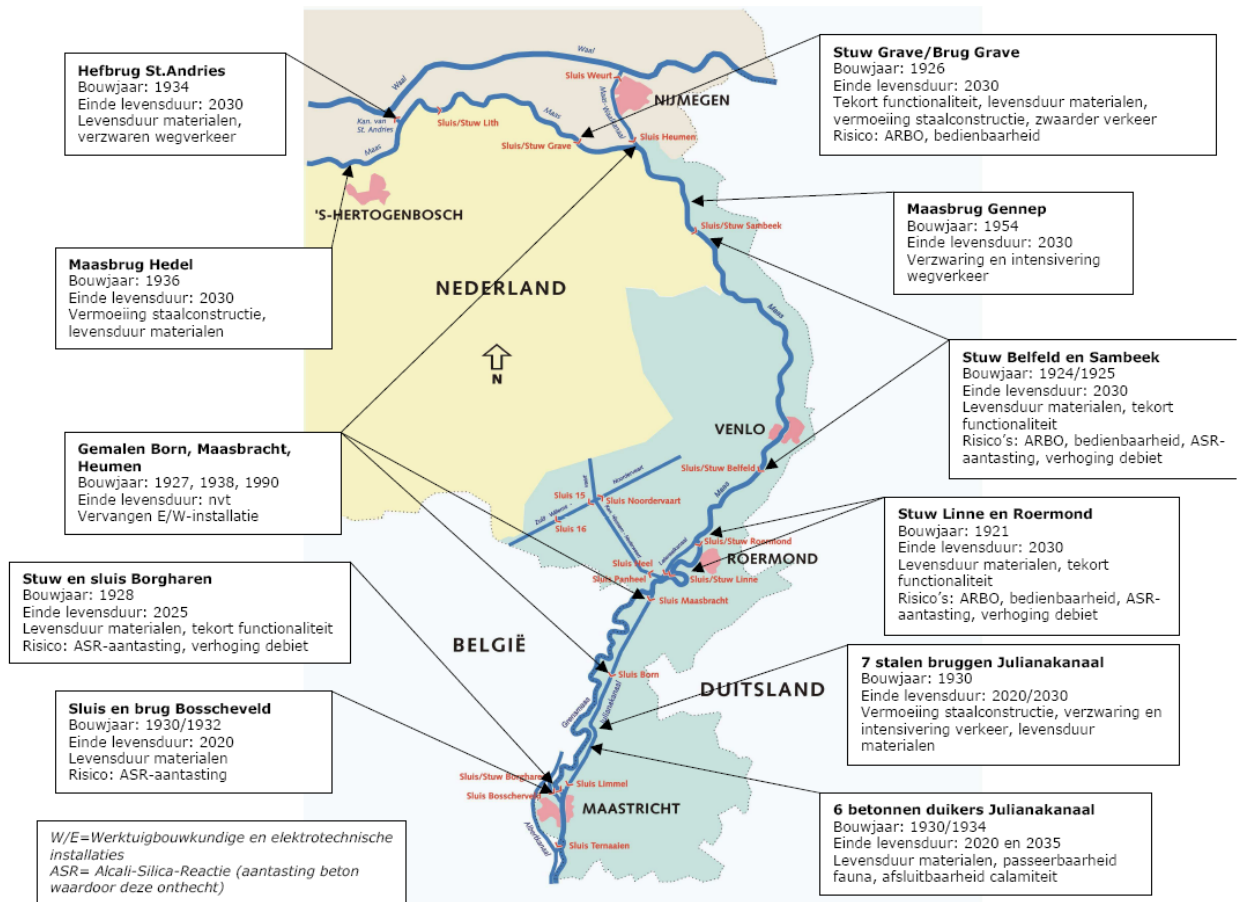 Hefbrug St.Andries
Bouwjaar: 1934
Einde levensduur: 2030
Levensduur materialen,
verzwaren wegverkeer
Maasbrug Hedel
Bouwjaar: 1936
Einde levensduur: 2030
Vermoeiing staalconstructie,
levensduur materialen
Gemalen Born, Maasbracht,
Heumen
Bouwjaar: 1927, 1938, 1990
Einde levensduur: nvt
Vervangen E/W-installatie
Stuw en sluis Borgharen
Bouwjaar: 1928
Einde levensduur: 2025
Levensduur materialen, tekort functionaliteit
Risico: ASR-aantasting, verhoging debiet
Sluis en brug Bosscheveld
Bouwjaar: 1930/1932
Einde levensduur: 2020
Levensduur materialen
Risico: ASR-aantasting
W/E=Werktuigbouwkundige en elektrotechnische
installaties
ASR= Alcali-Silica-Reactie (aantasting beton
waardoor deze onthecht)
Waal
Waal
Sluis Weurt
NIJMEGEN
Maas-Waalkanaal
Kan. van
St. Andries
Sluis/Stuw Lith
Maas
Sluis Heumen
Sluis/Stuw Grave
Maas
'S-HERTOGENBOSCH
Sluis/Stuw Sambeek
NEDERLAND
N
Maas
VENLO
Sluis/Stuw Belfeld
Maas
Noordervaart
Sluis 15
Sluis Noordervaart
Zuid - Willems -
Sluis 16
Sluis/Stuw Roermond
Lateraalkanaal
ROERMOND
Sluis Heel
Sluis Panheel
Sluis/Stuw Linne
Sluis Maasbracht
BELGIË
Sluis Born
DUITSLAND
Grensmaas
Julianakanaal
Sluis/Stuw Borgharen
Sluis Limmel
Sluis Bosscherveld
MAASTRICHT
Albertkanaal
Sluis Ternaaien
Stuw Grave/Brug Grave
Bouwjaar: 1926
Einde levensduur: 2030
Tekort functionaliteit, levensduur materialen,
vermoeiing staalconstructie, zwaarder verkeer
Risico: ARBO, bedienbaarheid
Maasbrug Gennep
Bouwjaar: 1954
Einde levensduur: 2030
Verzwaring en intensivering
wegverkeer
Stuw Belfeld en Sambeek
Bouwjaar: 1924/1925
Einde levensduur: 2030
Levensduur materialen, tekort
functionaliteit
Risico's: ARBO, bedienbaarheid, ASR-
aantasting, verhoging debiet
Stuw Linne en Roermond
Bouwjaar: 1921
Einde levensduur: 2030
Levensduur materialen, tekort
functionaliteit
Risico's: ARBO, bedienbaarheid, ASR-
aantasting, verhoging debiet
7 stalen bruggen Julianakanaal
Bouwjaar: 1930
Einde levensduur: 2020/2030
Vermoeiing staalconstructie, verzwaring en
intensivering verkeer, levensduur
materialen
6 betonnen duikers Julianakanaal
Bouwjaar: 1930/1934
Einde levensduur: 2020 en 2035
Levensduur materialen, passeerbaarheid
fauna, afsluitbaarheid calamiteit